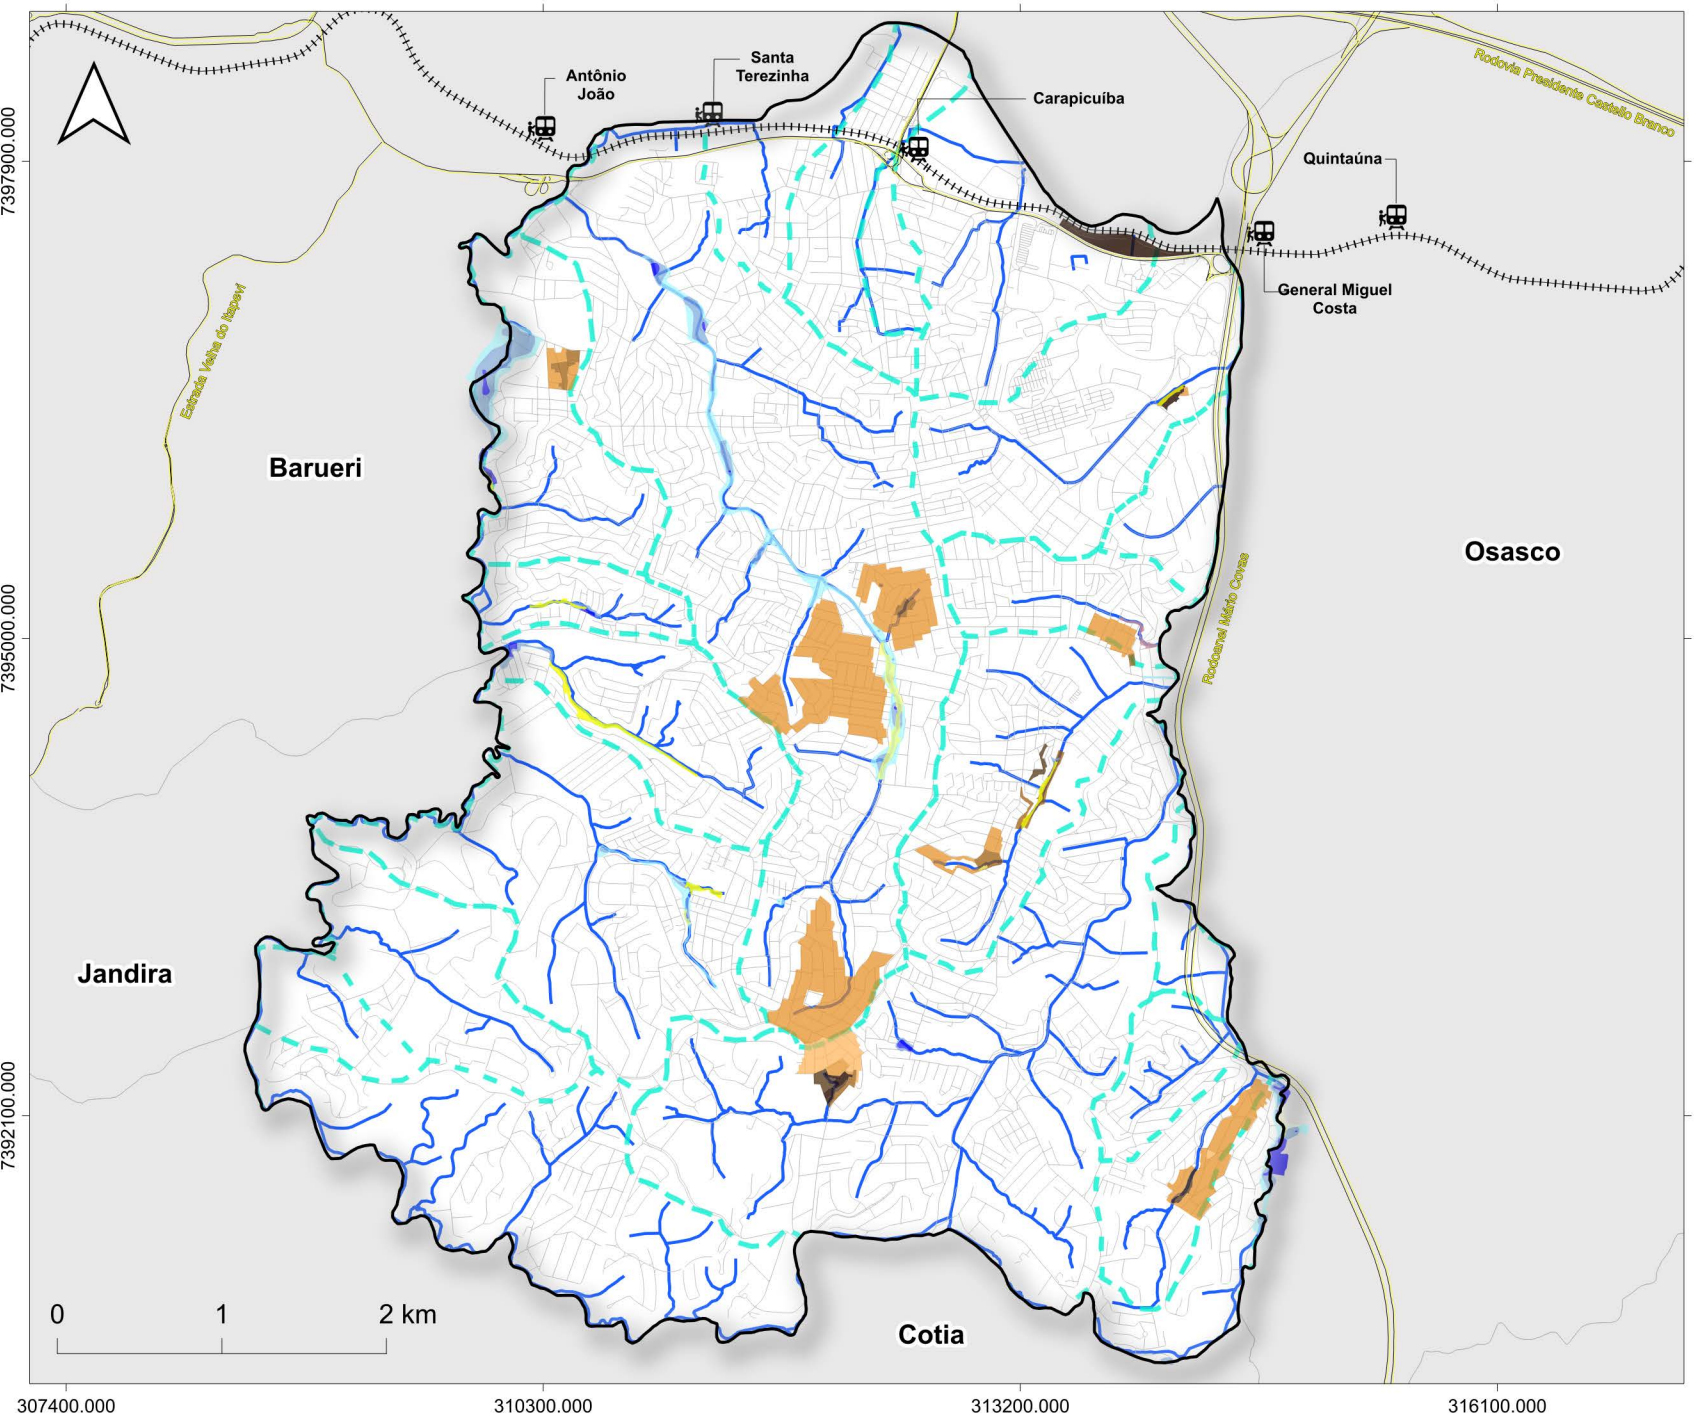 Santa
Terezinha
Antônio
João
Carapicuíba
Rodovia Presidente Castello Branco
Quintaúna
General Miguel
Costa
Estrada Velha do Itapevi
Barueri
Osasco
Rodoanel Mário Covas
Jandira
Cotia
0 1 2 km
7397900.000
7395000.000
7392100.000
307400.000 310300.000 313200.000 316100.000